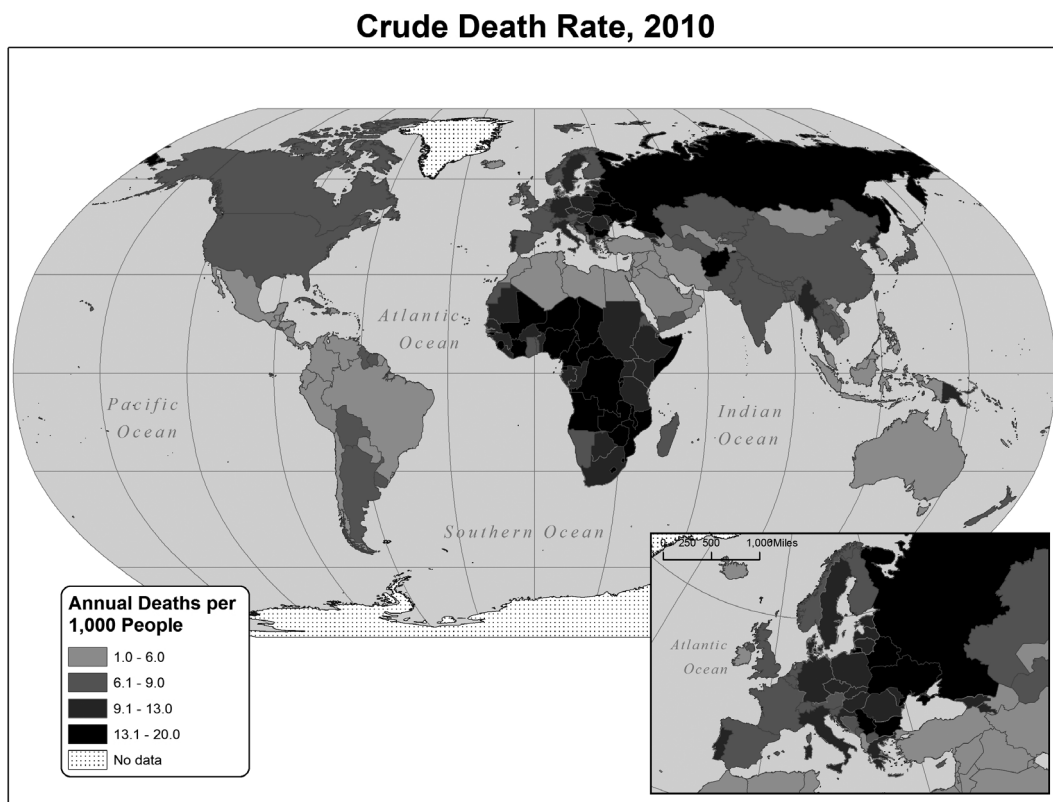 Crude Death Rate, 2010
Atlantic
Ocean
Pacific
Ocean
Indian
Ocean
Southern Ocean
Annual Deaths per
1,000 People
1.0 - 6.0
6.1 - 9.0
9.1 - 13.0
13.1 - 20.0
No data
0 250 500 1,000Miles
Atlantic
Ocean